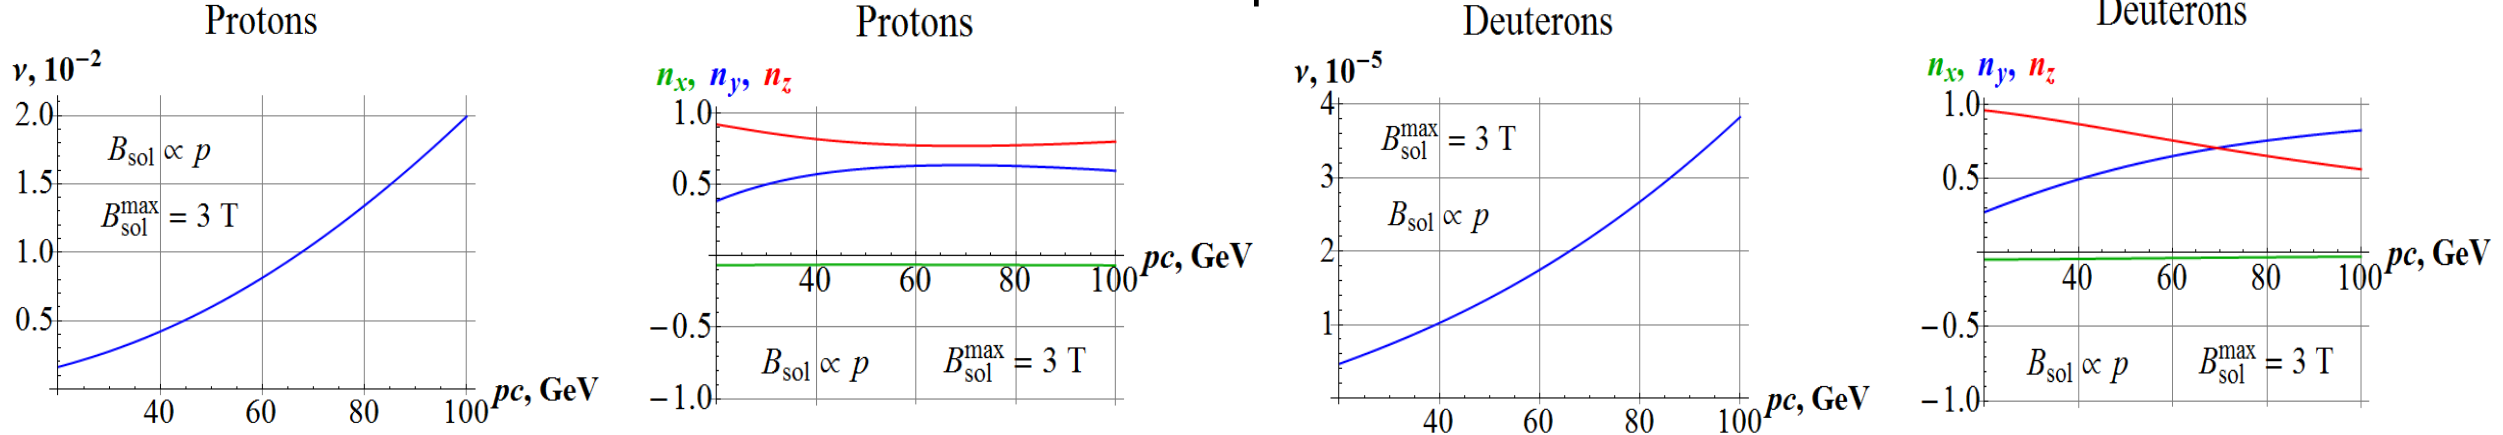 Protons
ν, 10⁻²
2.0
1.5
1.0
0.5
B_sol ∝ p
B_sol^max = 3 T
40 60 80 100 pc, GeV
Protons
n_x, n_y, n_z
1.0
0.5
−0.5
−1.0
40 60 80 100 pc, GeV
B_sol ∝ p B_sol^max = 3 T
Deuterons
ν, 10⁻⁵
4
3
2
1
B_sol^max = 3 T
B_sol ∝ p
40 60 80 100 pc, GeV
Deuterons
n_x, n_y, n_z
1.0
0.5
−0.5
−1.0
40 60 80 100 pc, GeV
B_sol ∝ p B_sol^max = 3 T